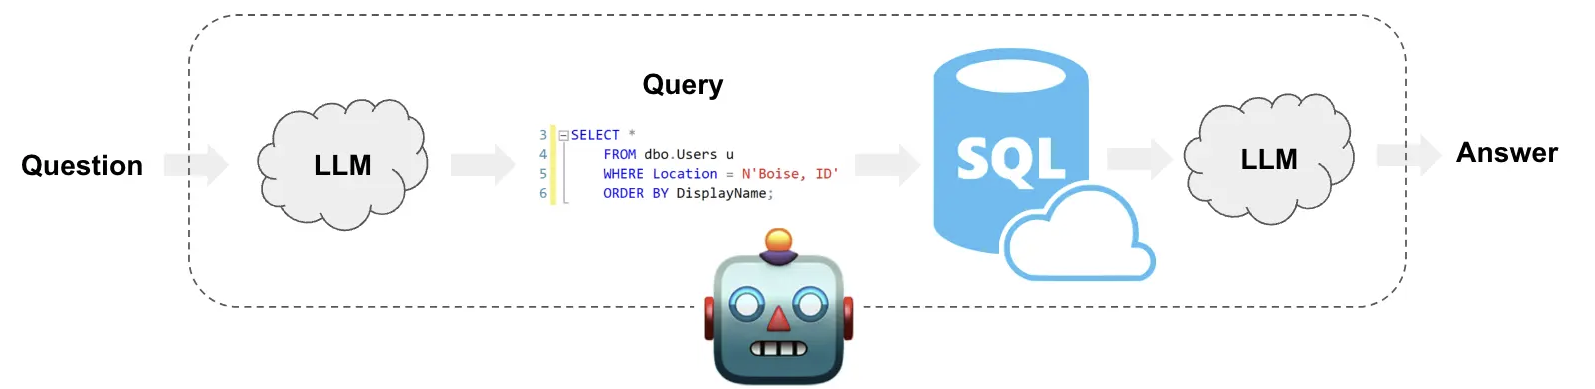 Question
LLM
Query
3 SELECT *
4 FROM dbo.Users u
5 WHERE Location = N'Boise, ID'
6 ORDER BY DisplayName;
SQL
LLM
Answer